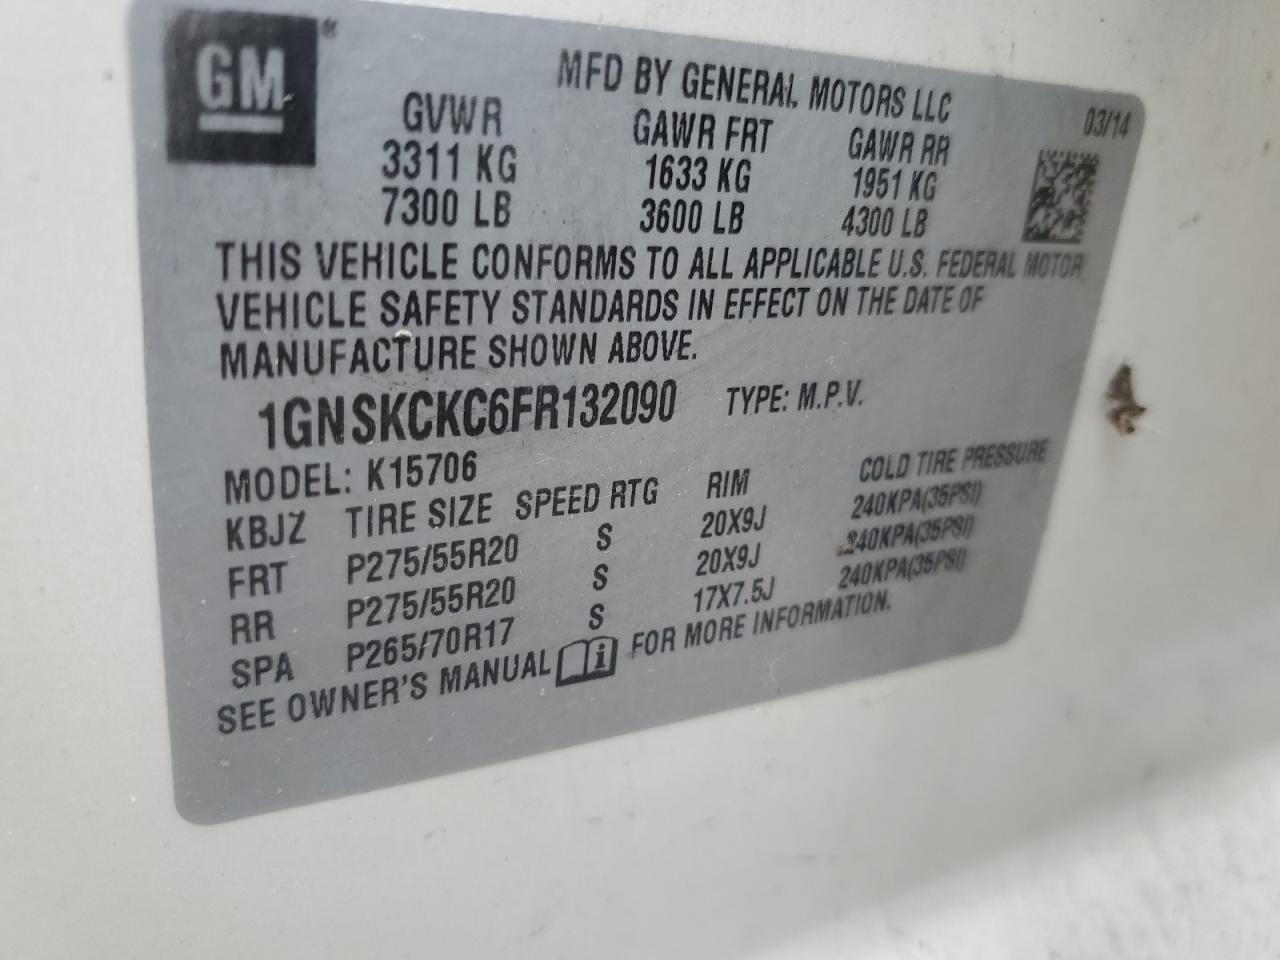 GM
MFD BY GENERAL MOTORS LLC
03/14
GVWR GAWR FRT GAWR RR
3311 KG 1633 KG 1951 KG
7300 LB 3600 LB 4300 LB
THIS VEHICLE CONFORMS TO ALL APPLICABLE U.S. FEDERAL MOTOR
VEHICLE SAFETY STANDARDS IN EFFECT ON THE DATE OF
MANUFACTURE SHOWN ABOVE.
1GNSKCKC6FR132090 TYPE: M.P.V.
MODEL: K15706
KBJZ TIRE SIZE SPEED RTG RIM COLD TIRE PRESSURE
FRT P275/55R20 S 20X9J 240KPA(35PSI)
RR P275/55R20 S 20X9J 240KPA(35PSI)
SPA P265/70R17 S 17X7.5J 240KPA(35PSI)
SEE OWNER'S MANUAL i FOR MORE INFORMATION.